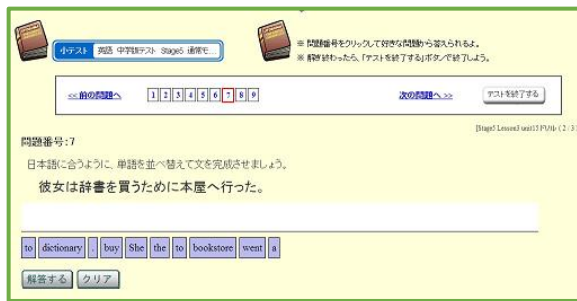 小テスト 英語 中学版テスト Stage5 通常モ...
※ 問題番号をクリックして好きな問題から答えられるよ。
※ 解き終わったら、「テストを終了する」ボタンで終了しよう。
<< 前の問題へ 1 2 3 4 5 6 7 8 9 次の問題へ >> テストを終了する
[Stage5 Lesson3 unit15 ドリル ( 2 / 3 )
問題番号:7
日本語に合うように、単語を並べ替えて文を完成させましょう。
彼女は辞書を買うために本屋へ行った。
to dictionary . buy She the to bookstore went a
解答する クリア